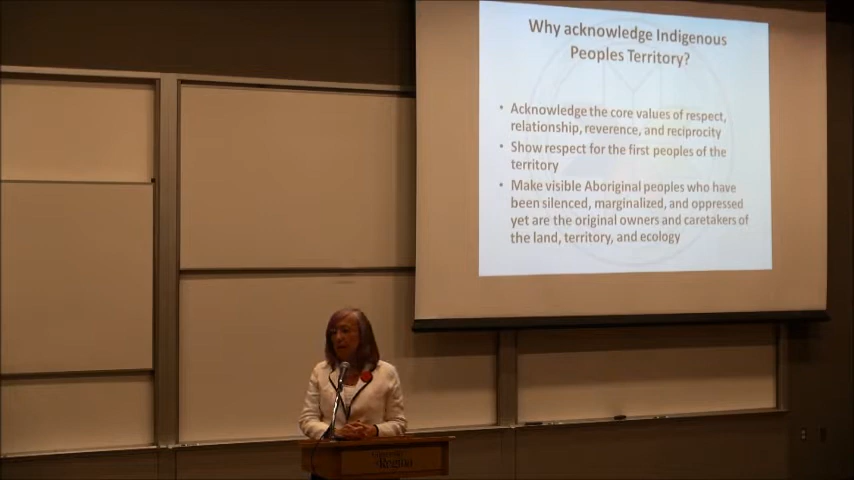 Why acknowledge Indigenous
Peoples Territory?
• Acknowledge the core values of respect,
relationship, reverence, and reciprocity
• Show respect for the first peoples of the
territory
• Make visible Aboriginal peoples who have
been silenced, marginalized, and oppressed
yet are the original owners and caretakers of
the land, territory, and ecology
Regina